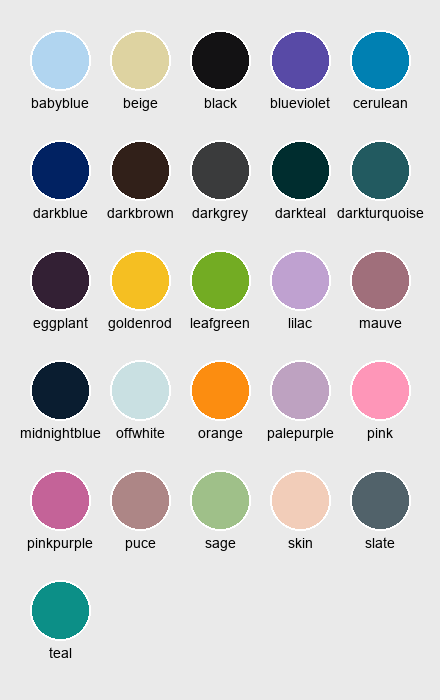 babyblue beige black blueviolet cerulean
darkblue darkbrown darkgrey darkteal darkturquoise
eggplant goldenrod leafgreen lilac mauve
midnightblue offwhite orange palepurple pink
pinkpurple puce sage skin slate
teal